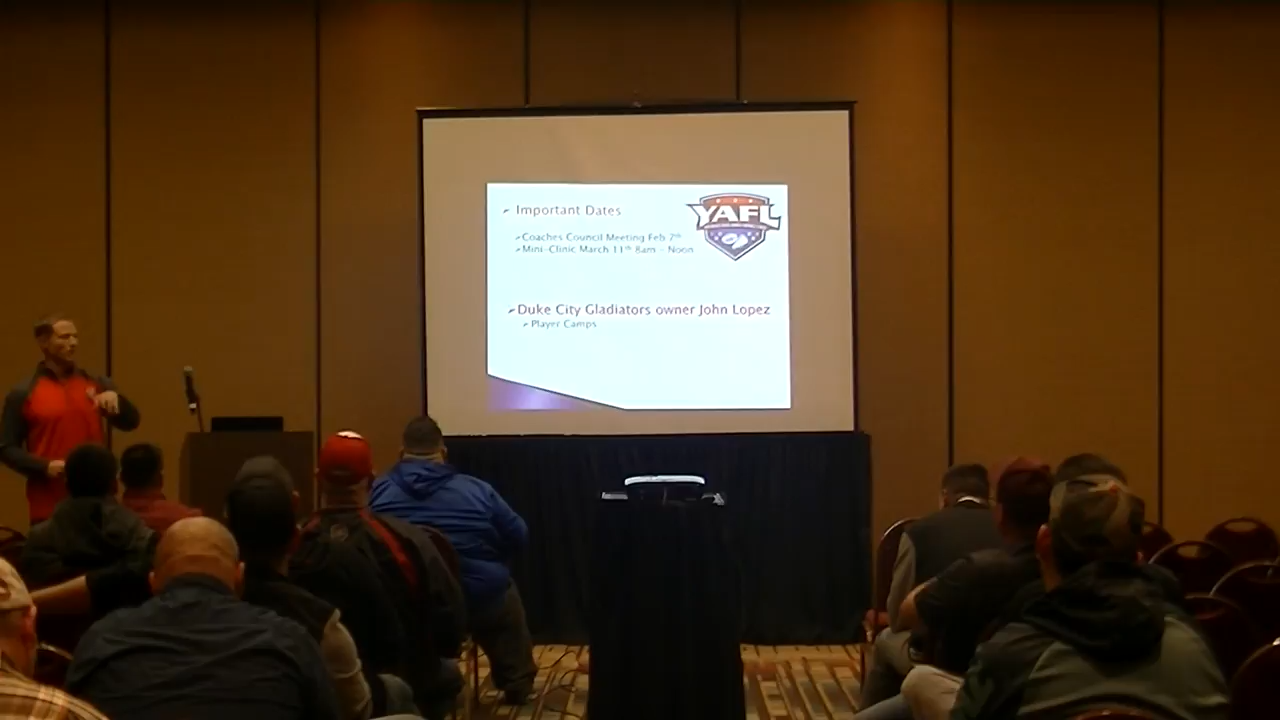 Important Dates
Coaches Council Meeting Feb 7th
Mini-Clinic March 11th 8am - Noon
YAFL
Duke City Gladiators owner John Lopez
Player Camps